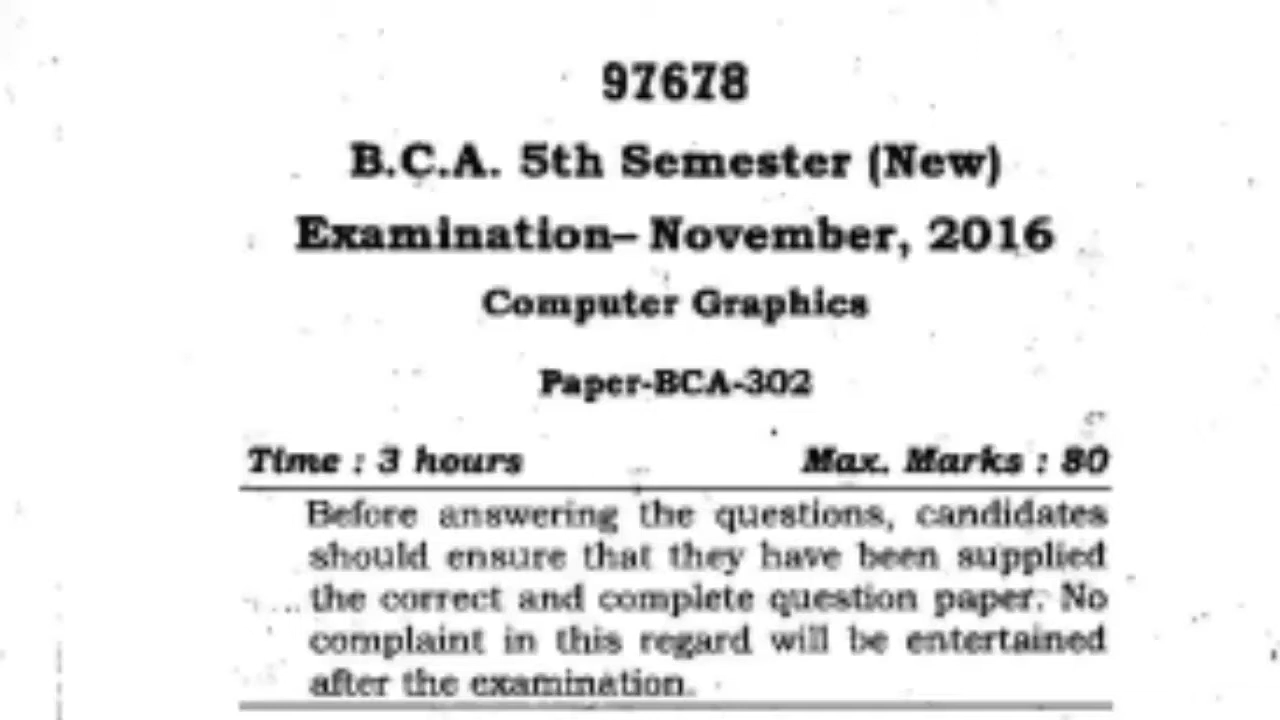 97678
B.C.A. 5th Semester (New)
Examination– November, 2016
Computer Graphics
Paper-BCA-302
Time : 3 hours Max. Marks : 80
Before answering the questions, candidates
should ensure that they have been supplied
the correct and complete question paper. No
complaint in this regard will be entertained
after the examination.